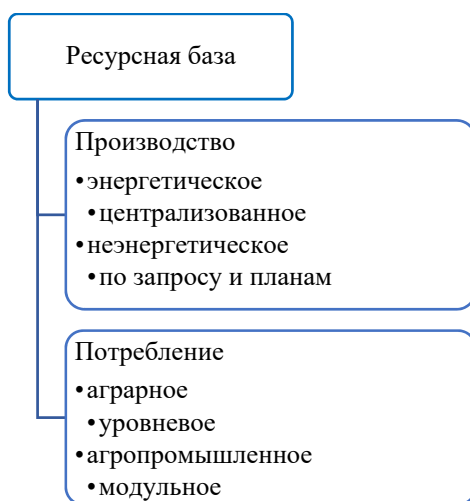 Ресурсная база
Производство
•энергетическое
•централизованное
•неэнергетическое
•по запросу и планам
Потребление
•аграрное
•уровневое
•агропромышленное
•модульное